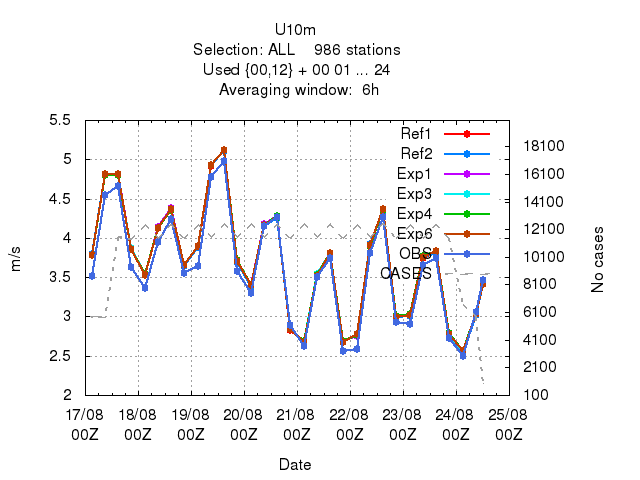 U10m
Selection: ALL    986 stations
Used {00,12} + 00 01 ... 24
Averaging window:  6h
5.5
5
4.5
4
3.5
3
2.5
2
m/s
18100
16100
14100
12100
10100
8100
6100
4100
2100
100
No cases
Ref1
Ref2
Exp1
Exp3
Exp4
Exp6
OBS
CASES
17/08 18/08 19/08 20/08 21/08 22/08 23/08 24/08 25/08
00Z 00Z 00Z 00Z 00Z 00Z 00Z 00Z 00Z
Date